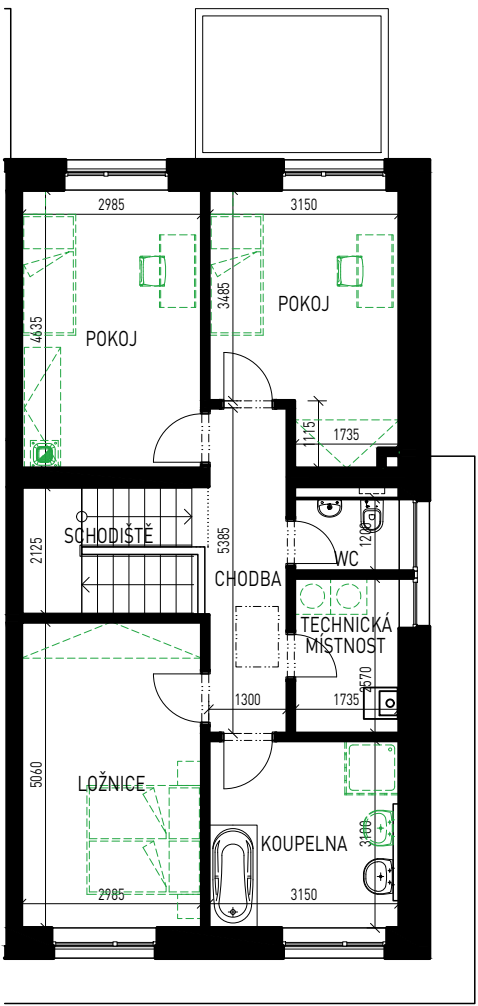 2985
3150
4635
3485
POKOJ
POKOJ
1115
1735
2125
SCHODIŠTĚ
5385
1200
WC
CHODBA
TECHNICKÁ
MÍSTNOST
2570
1300
1735
5060
LOŽNICE
3100
KOUPELNA
2985
3150